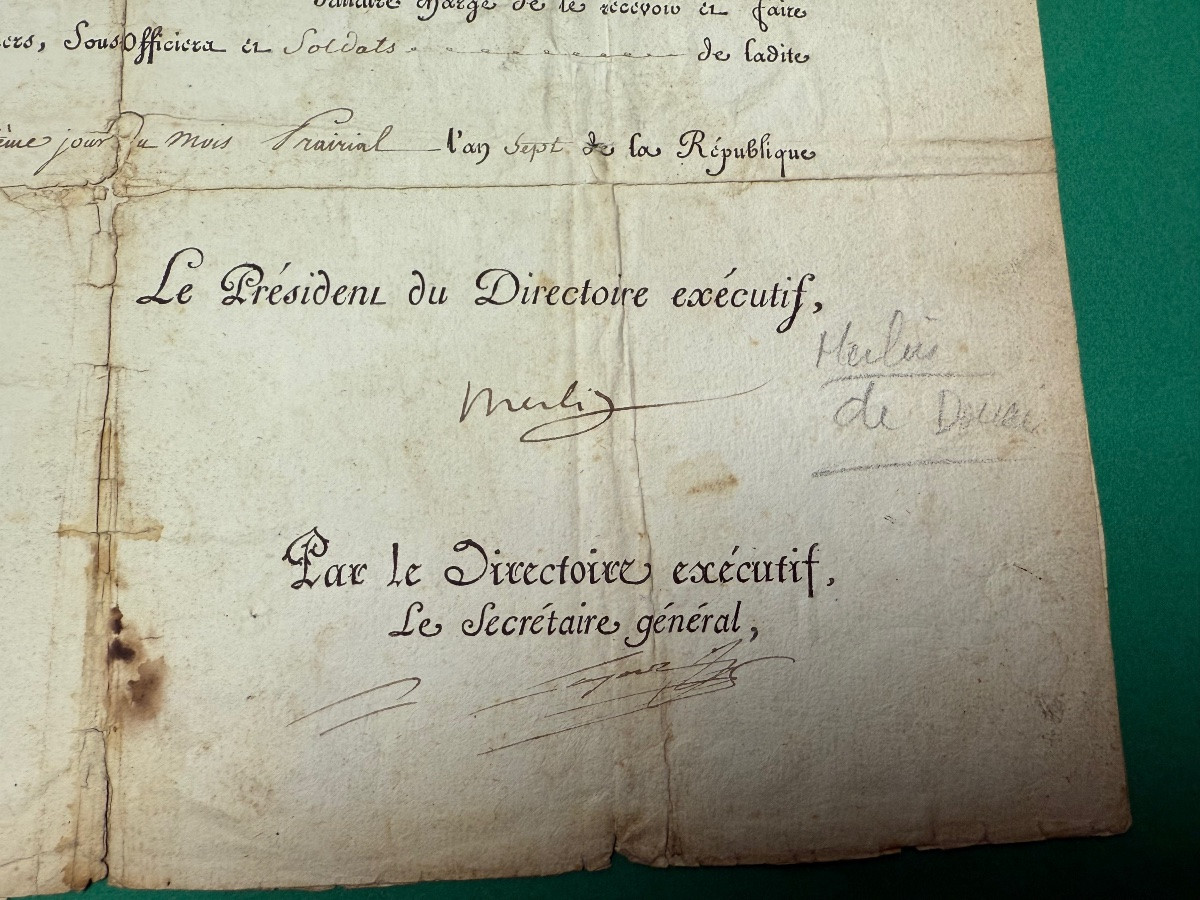 chargé de le recevoir et faire
Sous Officiers et Soldats de ladite
jour du Mois Prairial l'an Sept de la République
Le Président du Directoire exécutif,
Merlin
Merlin
de Douai
Par le Directoire exécutif,
Le Secrétaire général,